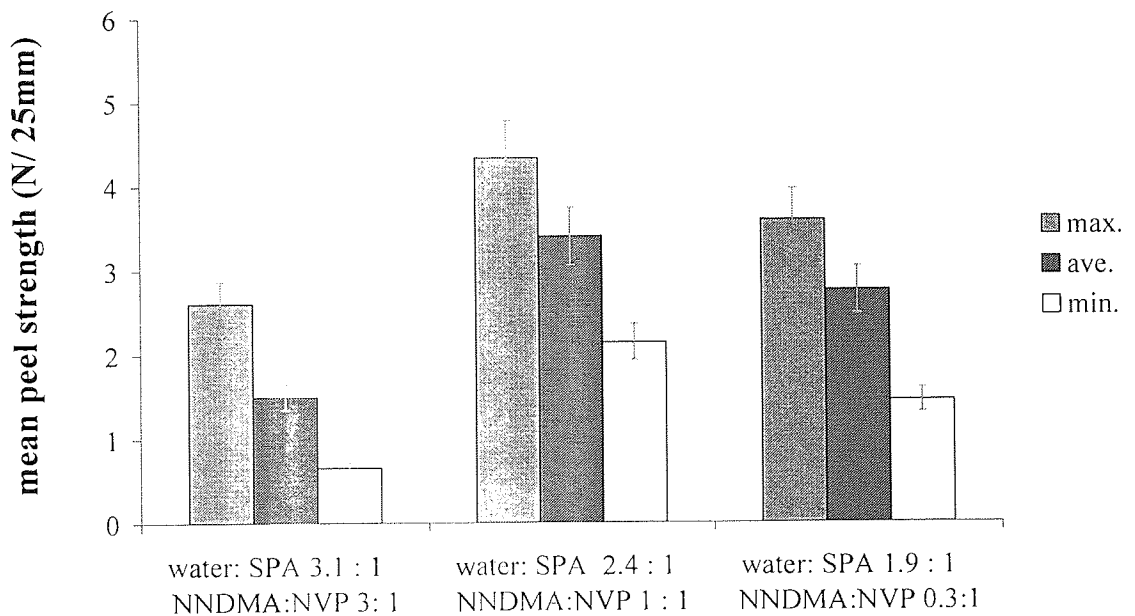 mean peel strength (N/ 25mm)
6
5
4
3
2
1
0
max.
ave.
min.
water: SPA 3.1 : 1
NNDMA:NVP 3: 1
water: SPA 2.4 : 1
NNDMA:NVP 1 : 1
water: SPA 1.9 : 1
NNDMA:NVP 0.3:1